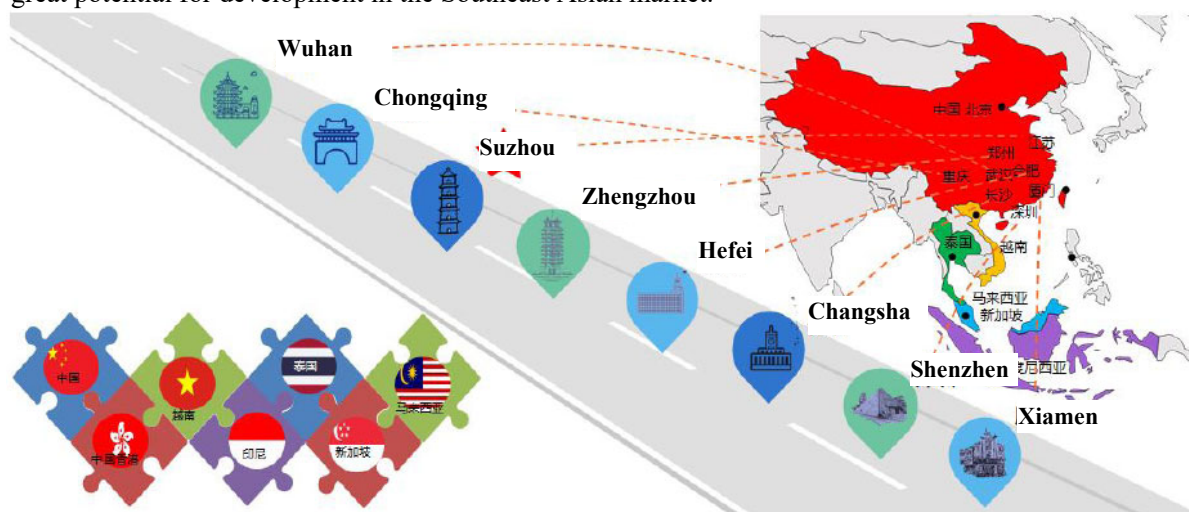 great potential for development in the Southeast Asian market.
Wuhan
Chongqing
Suzhou
Zhengzhou
Hefei
Changsha
Shenzhen
Xiamen
中国 北京
江苏
郑州
重庆
武汉
合肥
长沙
厦门
深圳
泰国
越南
马来西亚
新加坡
度尼西亚
中国
越南
泰国
马来西亚
中国香港
印尼
新加坡